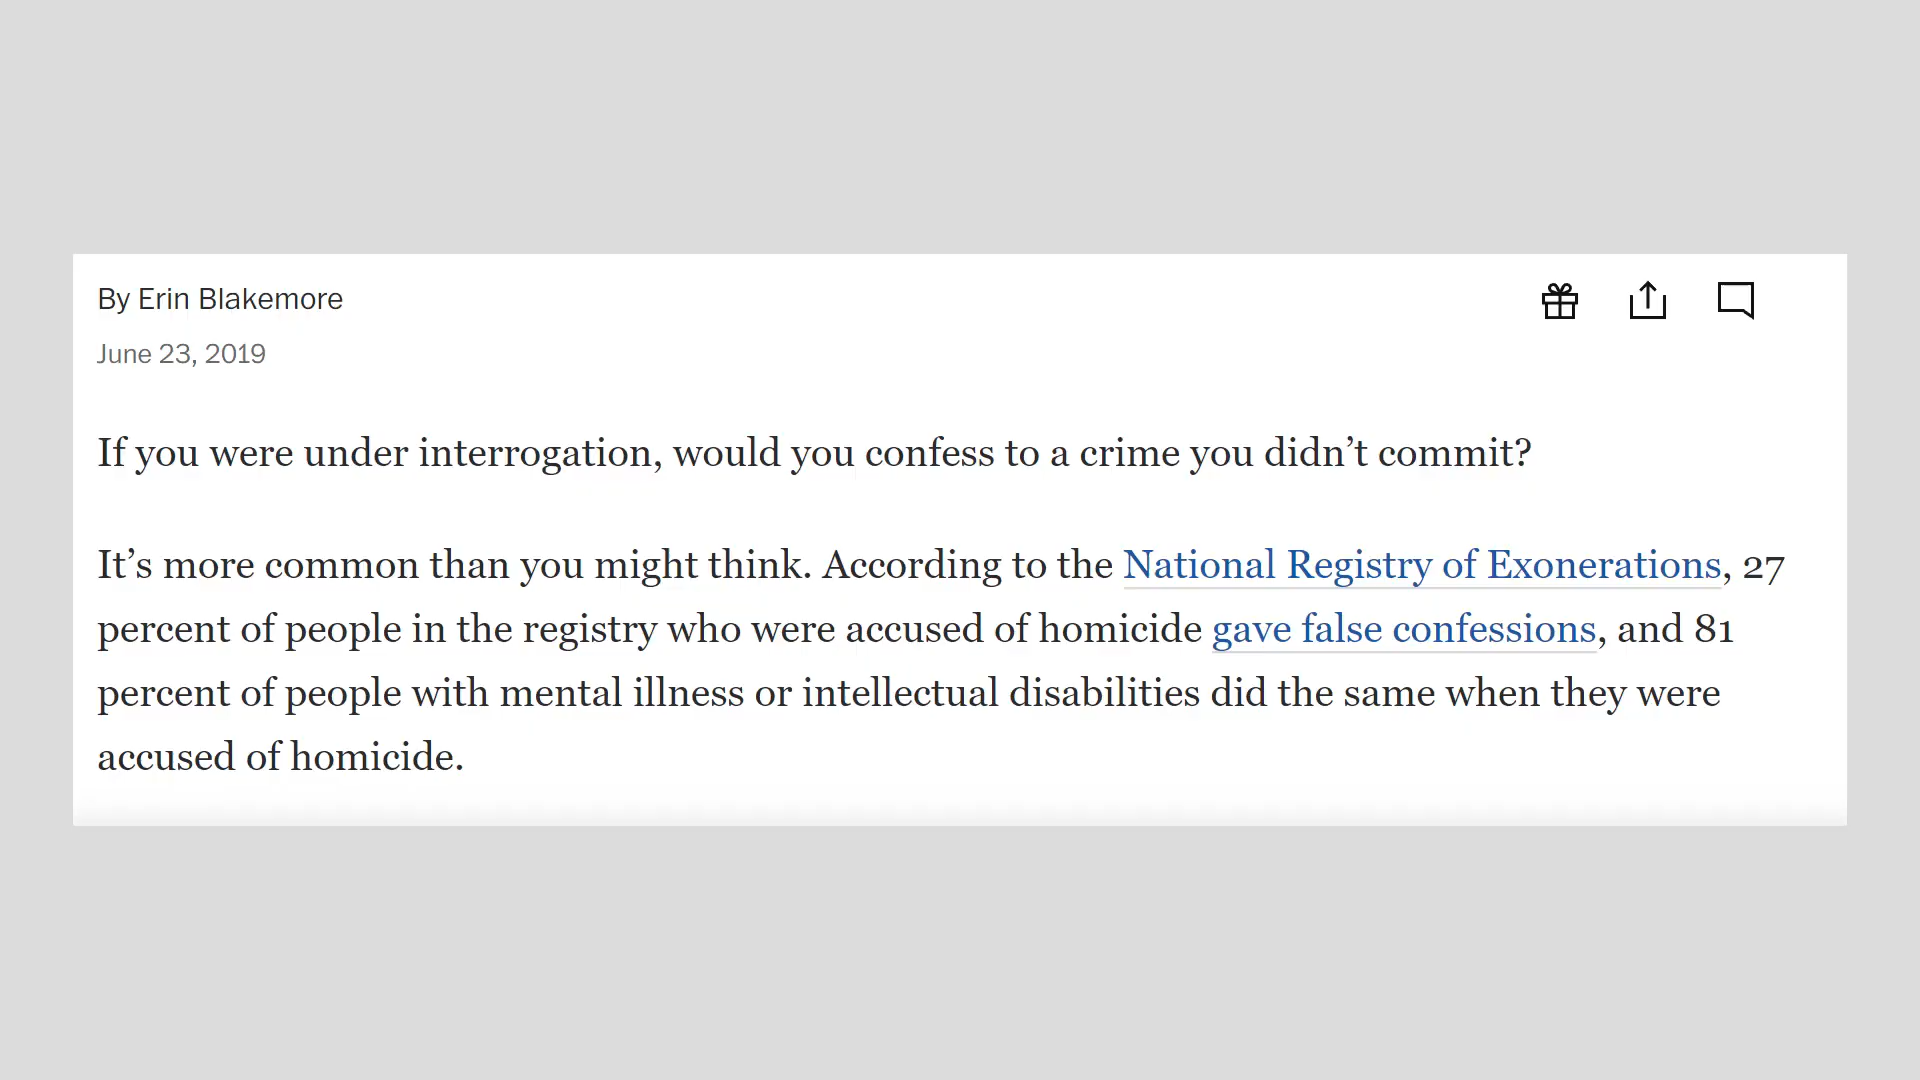 By Erin Blakemore
June 23, 2019
If you were under interrogation, would you confess to a crime you didn’t commit?
It’s more common than you might think. According to the National Registry of Exonerations, 27
percent of people in the registry who were accused of homicide gave false confessions, and 81
percent of people with mental illness or intellectual disabilities did the same when they were
accused of homicide.